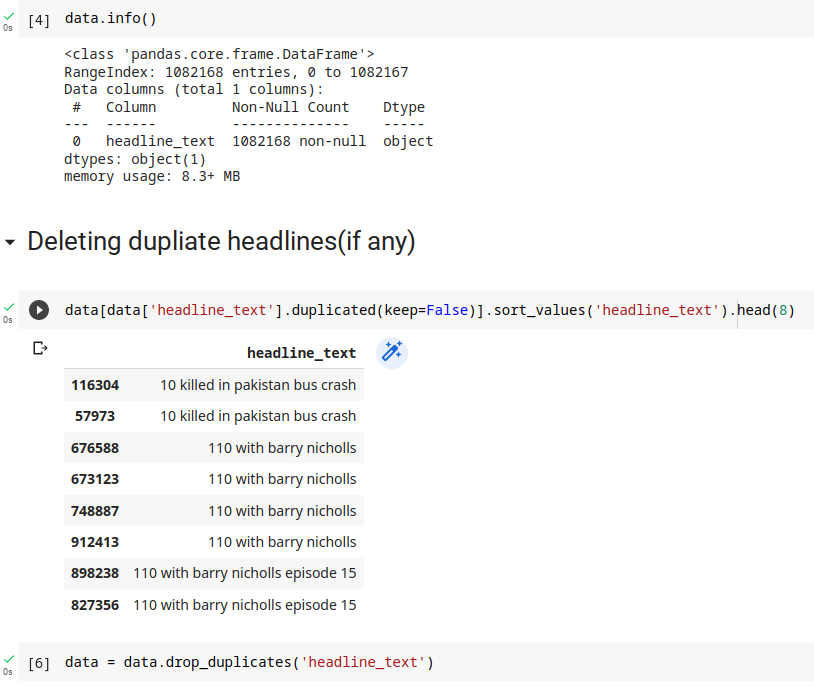 [4] data.info()
0s
<class 'pandas.core.frame.DataFrame'>
RangeIndex: 1082168 entries, 0 to 1082167
Data columns (total 1 columns):
 #   Column         Non-Null Count    Dtype
---  ------         --------------    -----
 0   headline_text  1082168 non-null  object
dtypes: object(1)
memory usage: 8.3+ MB
Deleting dupliate headlines(if any)
data[data['headline_text'].duplicated(keep=False)].sort_values('headline_text').head(8)
0s
headline_text
116304 10 killed in pakistan bus crash
57973 10 killed in pakistan bus crash
676588 110 with barry nicholls
673123 110 with barry nicholls
748887 110 with barry nicholls
912413 110 with barry nicholls
898238 110 with barry nicholls episode 15
827356 110 with barry nicholls episode 15
[6] data = data.drop_duplicates('headline_text')
0s